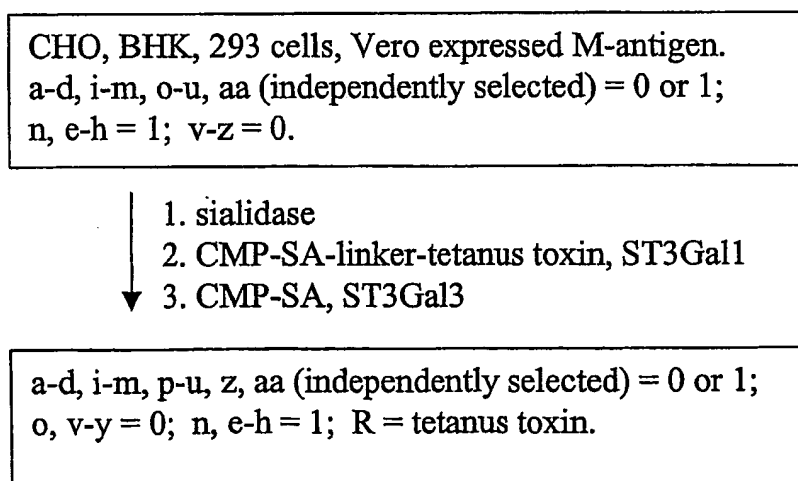 CHO, BHK, 293 cells, Vero expressed M-antigen.
a-d, i-m, o-u, aa (independently selected) = 0 or 1;
n, e-h = 1; v-z = 0.
1. sialidase
2. CMP-SA-linker-tetanus toxin, ST3Gal1
3. CMP-SA, ST3Gal3
a-d, i-m, p-u, z, aa (independently selected) = 0 or 1;
o, v-y = 0; n, e-h = 1; R = tetanus toxin.